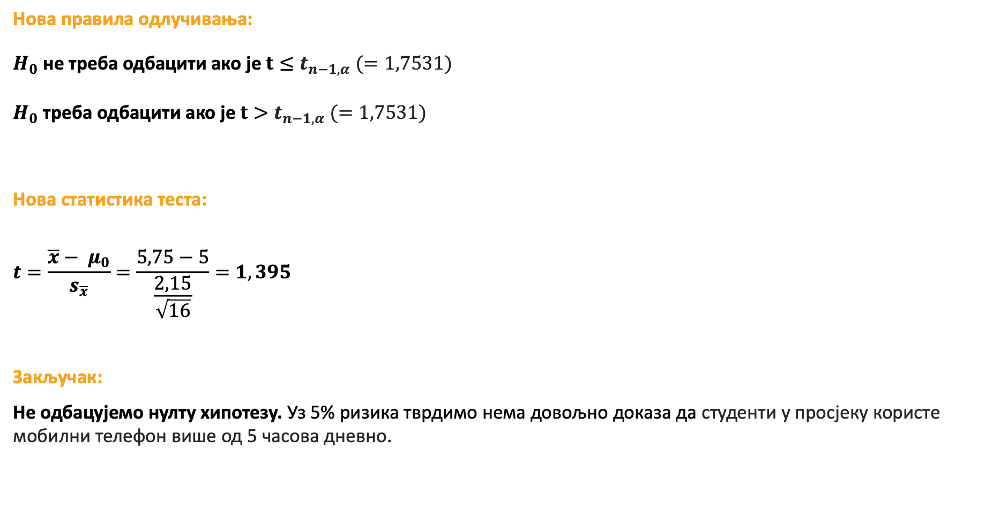 Нова правила одлучивања:
H₀ не треба одбацити ако је t ≤ tₙ₋₁,α (= 1,7531)
H₀ треба одбацити ако је t > tₙ₋₁,α (= 1,7531)
Нова статистика теста:
t = (x̅ − μ₀) / s_x̅ = (5,75 − 5) / (2,15 / √16) = 1,395
Закључак:
Не одбацујемо нулту хипотезу. Уз 5% ризика тврдимо нема довољно доказа да студенти у просјеку користе
мобилни телефон више од 5 часова дневно.